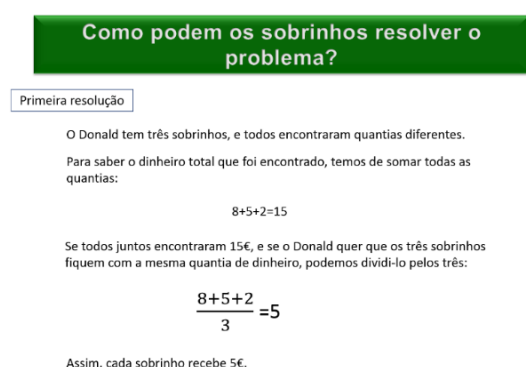 Como podem os sobrinhos resolver o
problema?
Primeira resolução
O Donald tem três sobrinhos, e todos encontraram quantias diferentes.
Para saber o dinheiro total que foi encontrado, temos de somar todas as
quantias:
8+5+2=15
Se todos juntos encontraram 15€, e se o Donald quer que os três sobrinhos
fiquem com a mesma quantia de dinheiro, podemos dividi-lo pelos três:
8+5+2
3
=5
Assim, cada sobrinho recebe 5€.